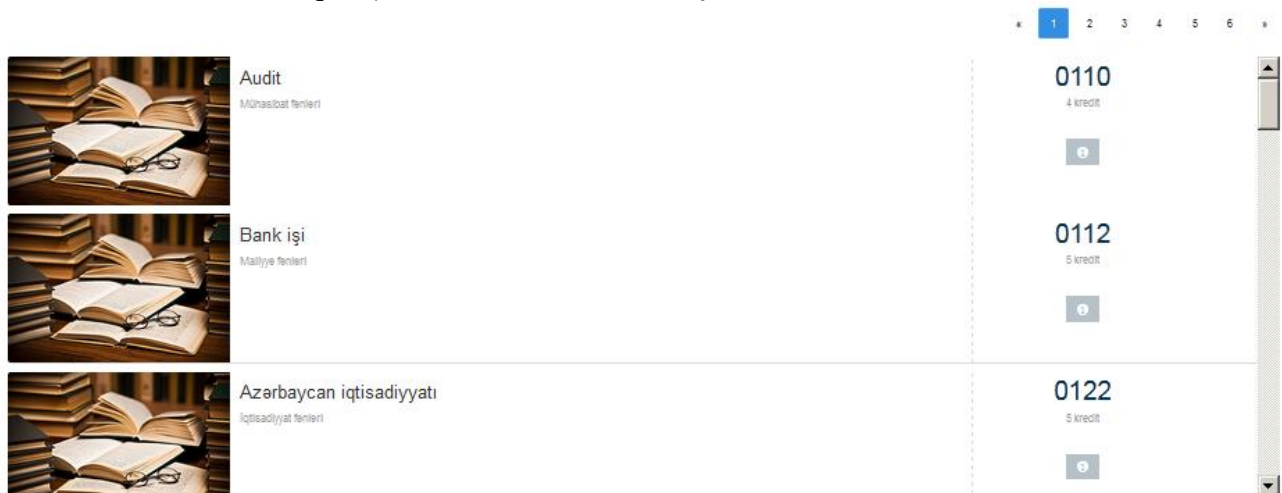 « 1 2 3 4 5 6 »
Audit
Mühasibat fənləri
0110
4 kredit
Bank işi
Maliyyə fənləri
0112
5 kredit
Azərbaycan iqtisadiyyatı
İqtisadiyyat fənləri
0122
5 kredit